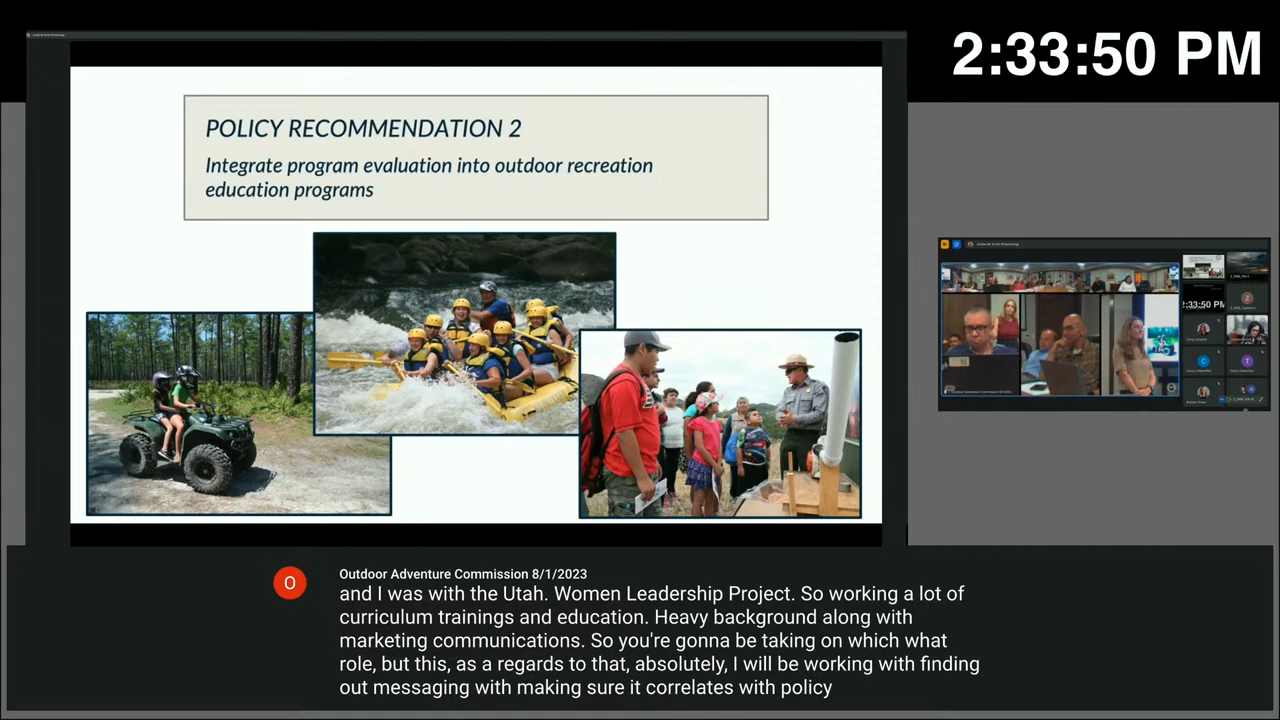 2:33:50 PM
POLICY RECOMMENDATION 2
Integrate program evaluation into outdoor recreation
education programs
:33:50 PM
O
Outdoor Adventure Commission 8/1/2023
and I was with the Utah. Women Leadership Project. So working a lot of
curriculum trainings and education. Heavy background along with
marketing communications. So you're gonna be taking on which what
role, but this, as a regards to that, absolutely, I will be working with finding
out messaging with making sure it correlates with policy